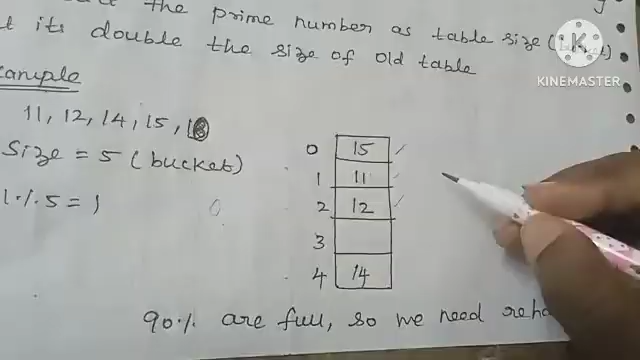 the prime number as table size (
its double the size of old table
11, 12, 14, 15, 18
Size = 5 (bucket)
1 % 5 = 1
0 15
1 11
2 12
3
4 14
90% are full, so we need
K
KINEMASTER